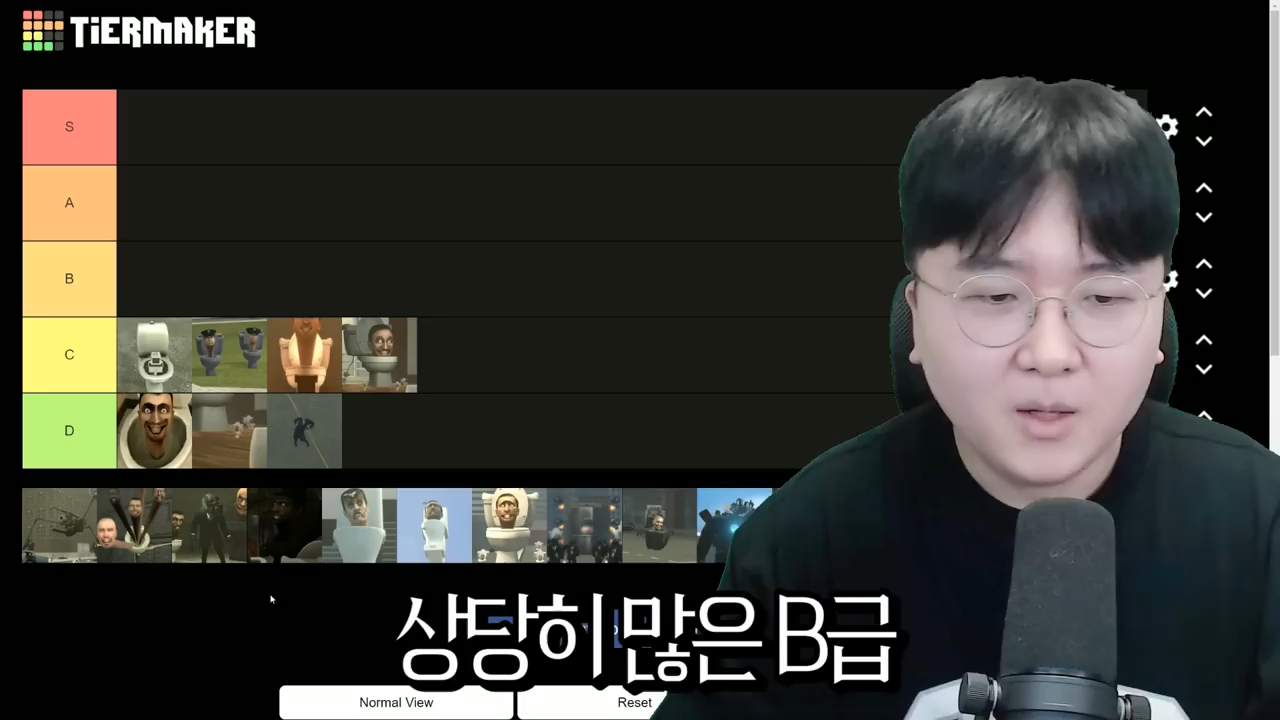 TiERMAKER
S
A
B
C
D
상당히 많은 B급
Normal View
Reset